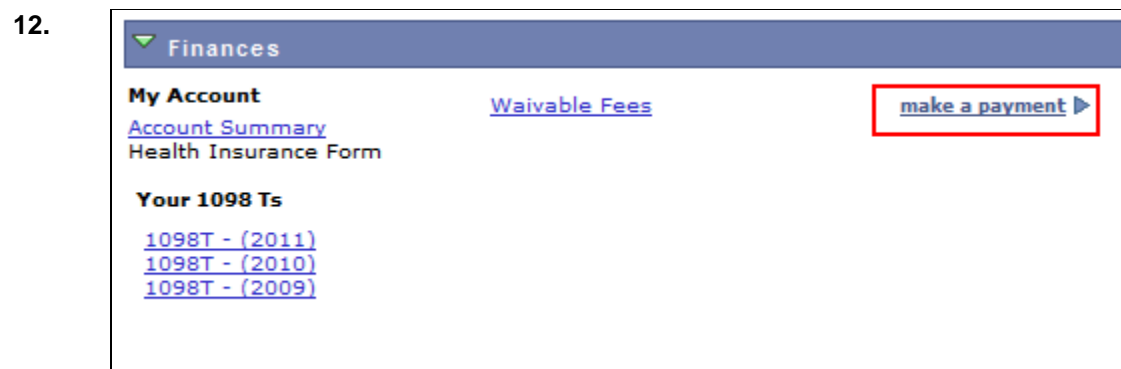 12.
Finances
My Account
Account Summary
Health Insurance Form
Waivable Fees
make a payment
Your 1098 Ts
1098T - (2011)
1098T - (2010)
1098T - (2009)